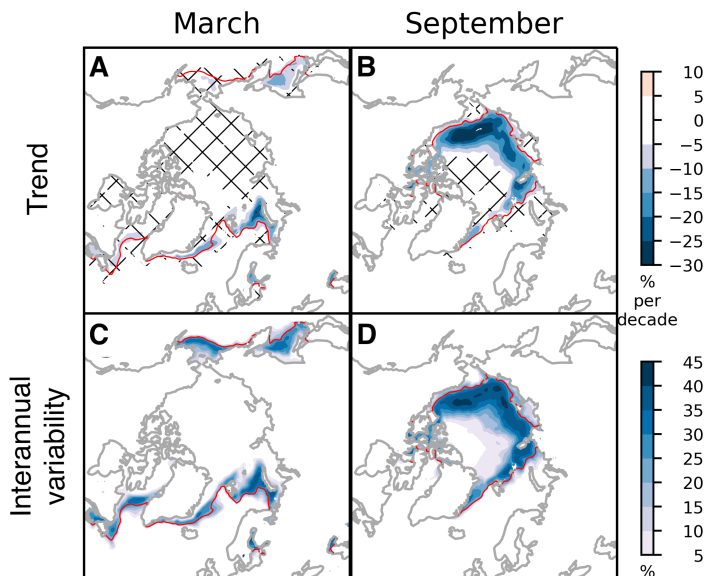 March
September
A
B
Trend
10
5
0
−5
−10
−15
−20
−25
−30
%
per
decade
C
D
Interannual
variability
45
40
35
30
25
20
15
10
5
%